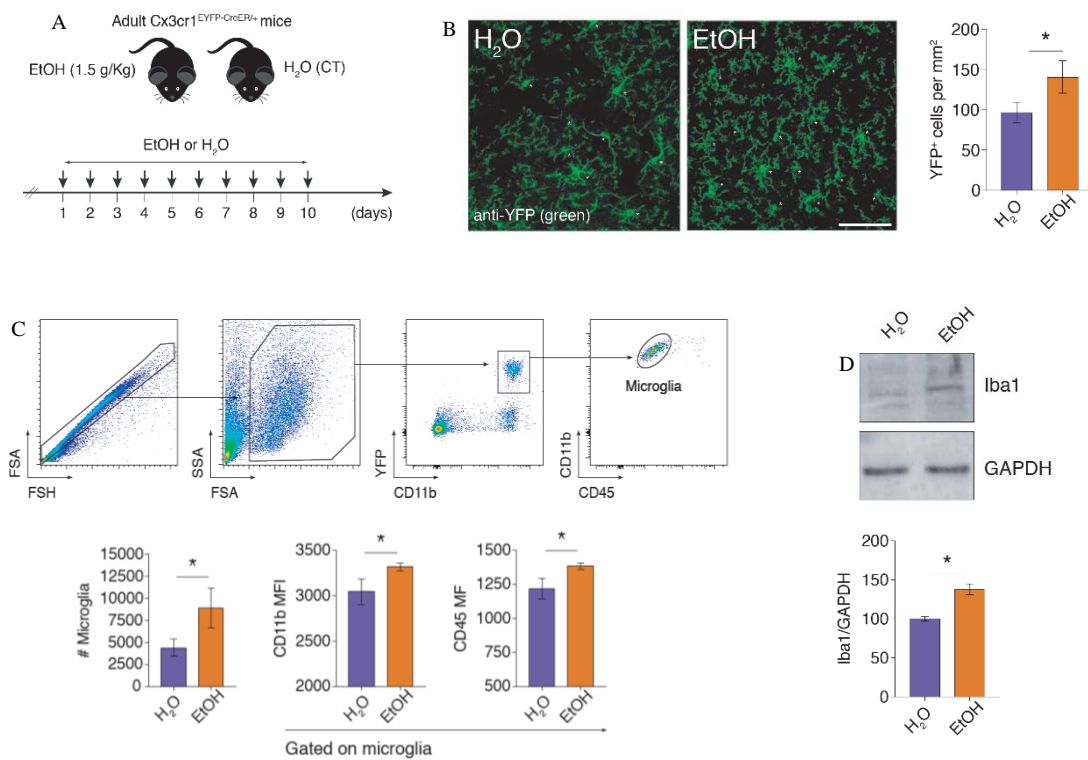 A
Adult Cx3cr1EYFP-CreER/+ mice
EtOH (1.5 g/Kg)
H2O (CT)
EtOH or H2O
1 2 3 4 5 6 7 8 9 10 (days)
B
H2O
EtOH
anti-YFP (green)
*
YFP+ cells per mm2
200
150
100
50
0
H2O
EtOH
C
FSA
FSH
SSA
FSA
YFP
CD11b
Microglia
CD11b
CD45
D
H2O
EtOH
Iba1
GAPDH
# Microglia
15000
12500
10000
7500
5000
2500
0
*
H2O
EtOH
CD11b MFI
3500
3000
2500
2000
*
H2O
EtOH
CD45 MF
1500
1250
1000
750
500
*
H2O
EtOH
Gated on microglia
Iba1/GAPDH
200
150
100
50
0
*
H2O
EtOH